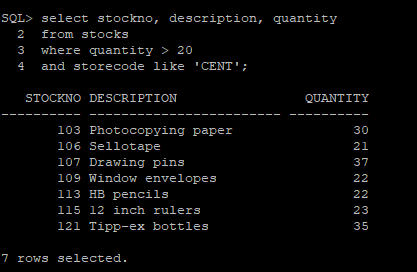 SQL> select stockno, description, quantity
  2  from stocks
  3  where quantity > 20
  4  and storecode like 'CENT';
   STOCKNO DESCRIPTION                QUANTITY
---------- ------------------------ ----------
       103 Photocopying paper               30
       106 Sellotape                        21
       107 Drawing pins                     37
       109 Window envelopes                 22
       113 HB pencils                       22
       115 12 inch rulers                   23
       121 Tipp-ex bottles                  35
7 rows selected.